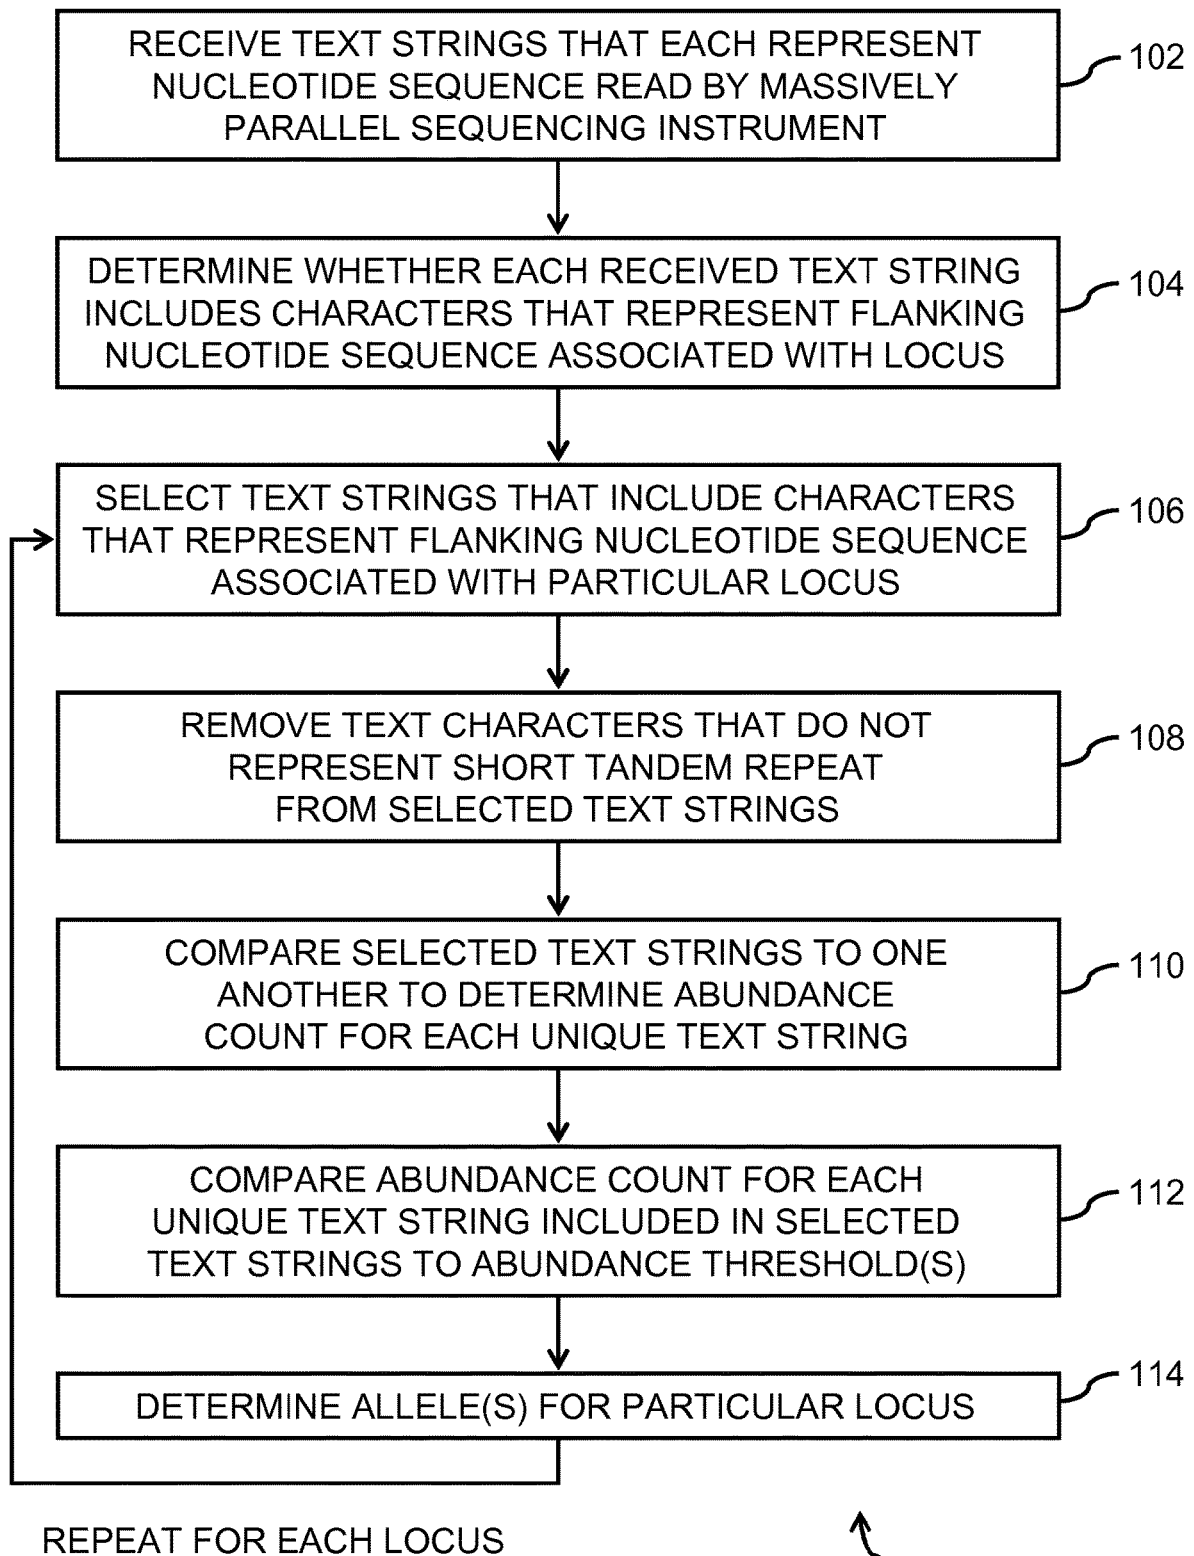 RECEIVE TEXT STRINGS THAT EACH REPRESENT
NUCLEOTIDE SEQUENCE READ BY MASSIVELY
PARALLEL SEQUENCING INSTRUMENT
102
DETERMINE WHETHER EACH RECEIVED TEXT STRING
INCLUDES CHARACTERS THAT REPRESENT FLANKING
NUCLEOTIDE SEQUENCE ASSOCIATED WITH LOCUS
104
SELECT TEXT STRINGS THAT INCLUDE CHARACTERS
THAT REPRESENT FLANKING NUCLEOTIDE SEQUENCE
ASSOCIATED WITH PARTICULAR LOCUS
106
REMOVE TEXT CHARACTERS THAT DO NOT
REPRESENT SHORT TANDEM REPEAT
FROM SELECTED TEXT STRINGS
108
COMPARE SELECTED TEXT STRINGS TO ONE
ANOTHER TO DETERMINE ABUNDANCE
COUNT FOR EACH UNIQUE TEXT STRING
110
COMPARE ABUNDANCE COUNT FOR EACH
UNIQUE TEXT STRING INCLUDED IN SELECTED
TEXT STRINGS TO ABUNDANCE THRESHOLD(S)
112
DETERMINE ALLELE(S) FOR PARTICULAR LOCUS
114
REPEAT FOR EACH LOCUS